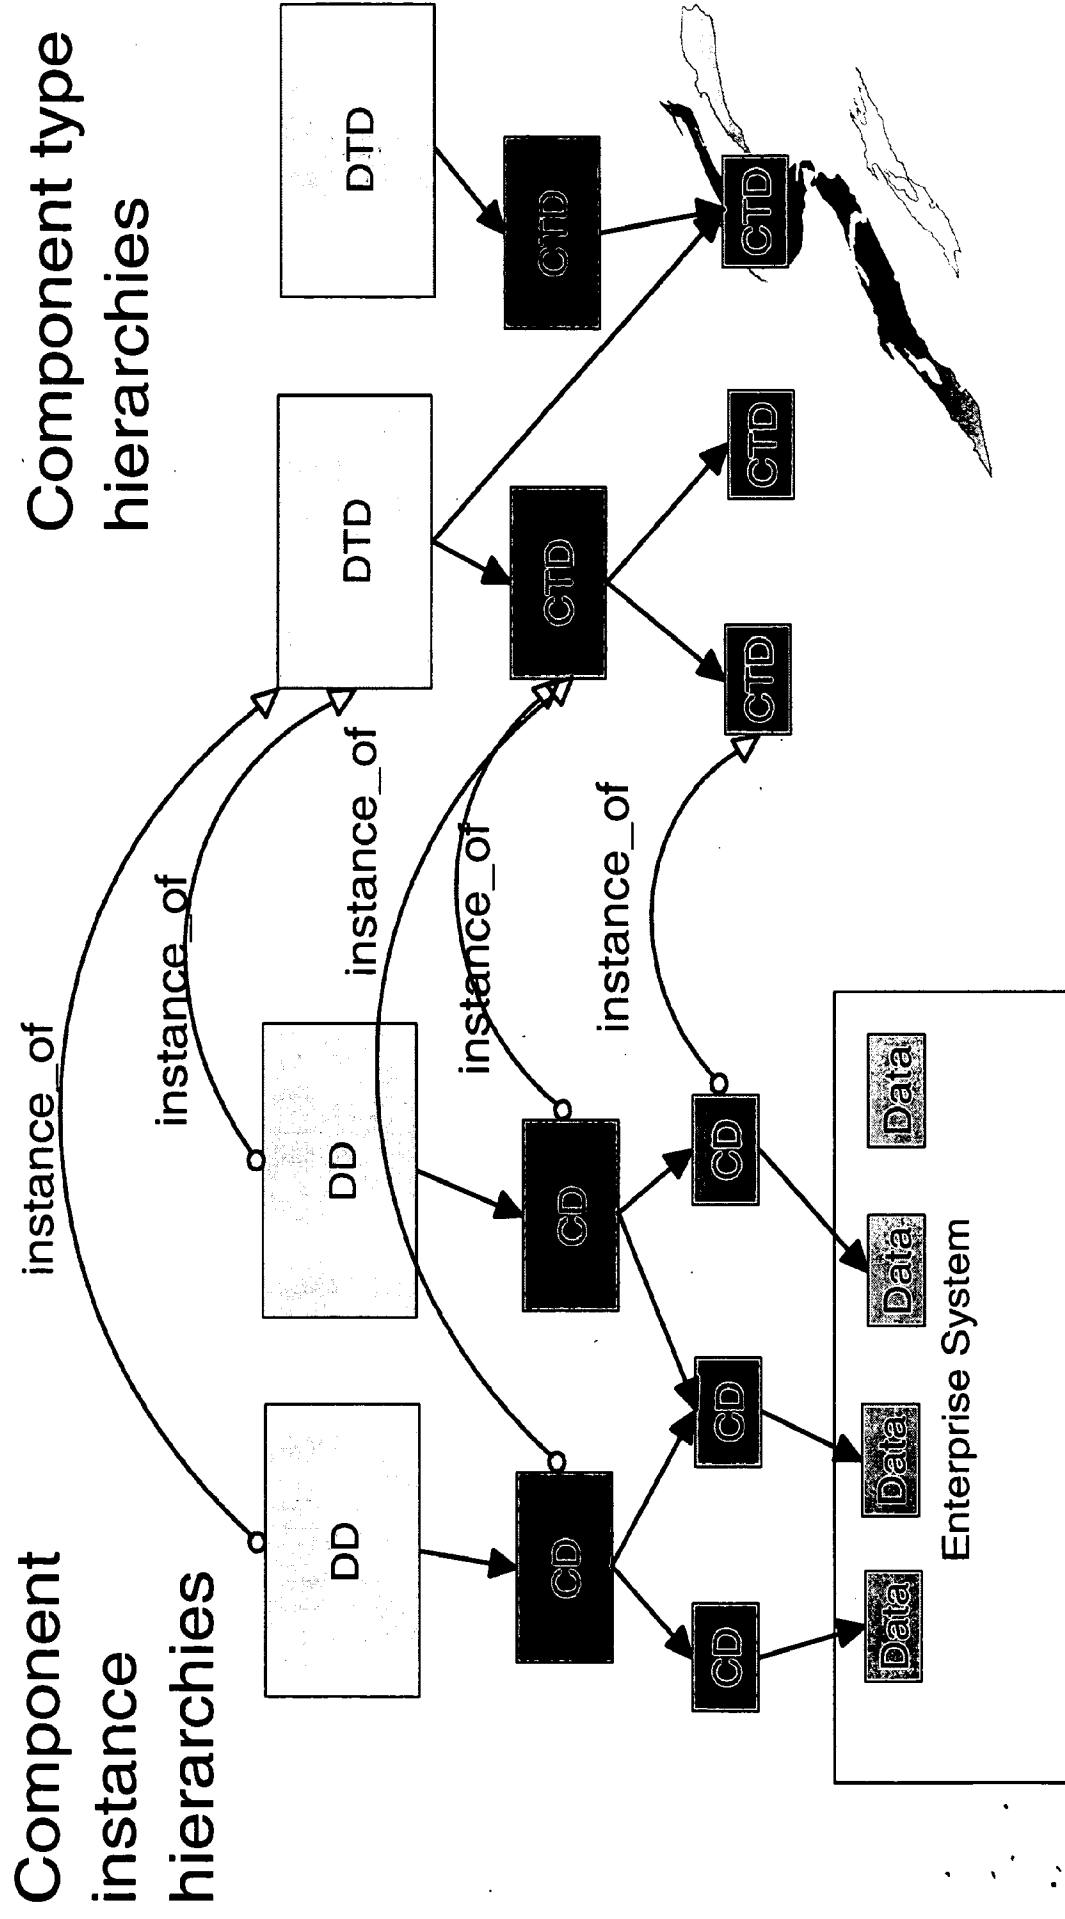 Component
instance
hierarchies
Component type
hierarchies
instance_of
instance_of
instance_of
instance_of
instance_of
DD
DD
DTD
DTD
CD
CD
CTD
CTD
CD
CD
CD
CTD
CTD
CTD
Data
Data
Data
Data
Enterprise System